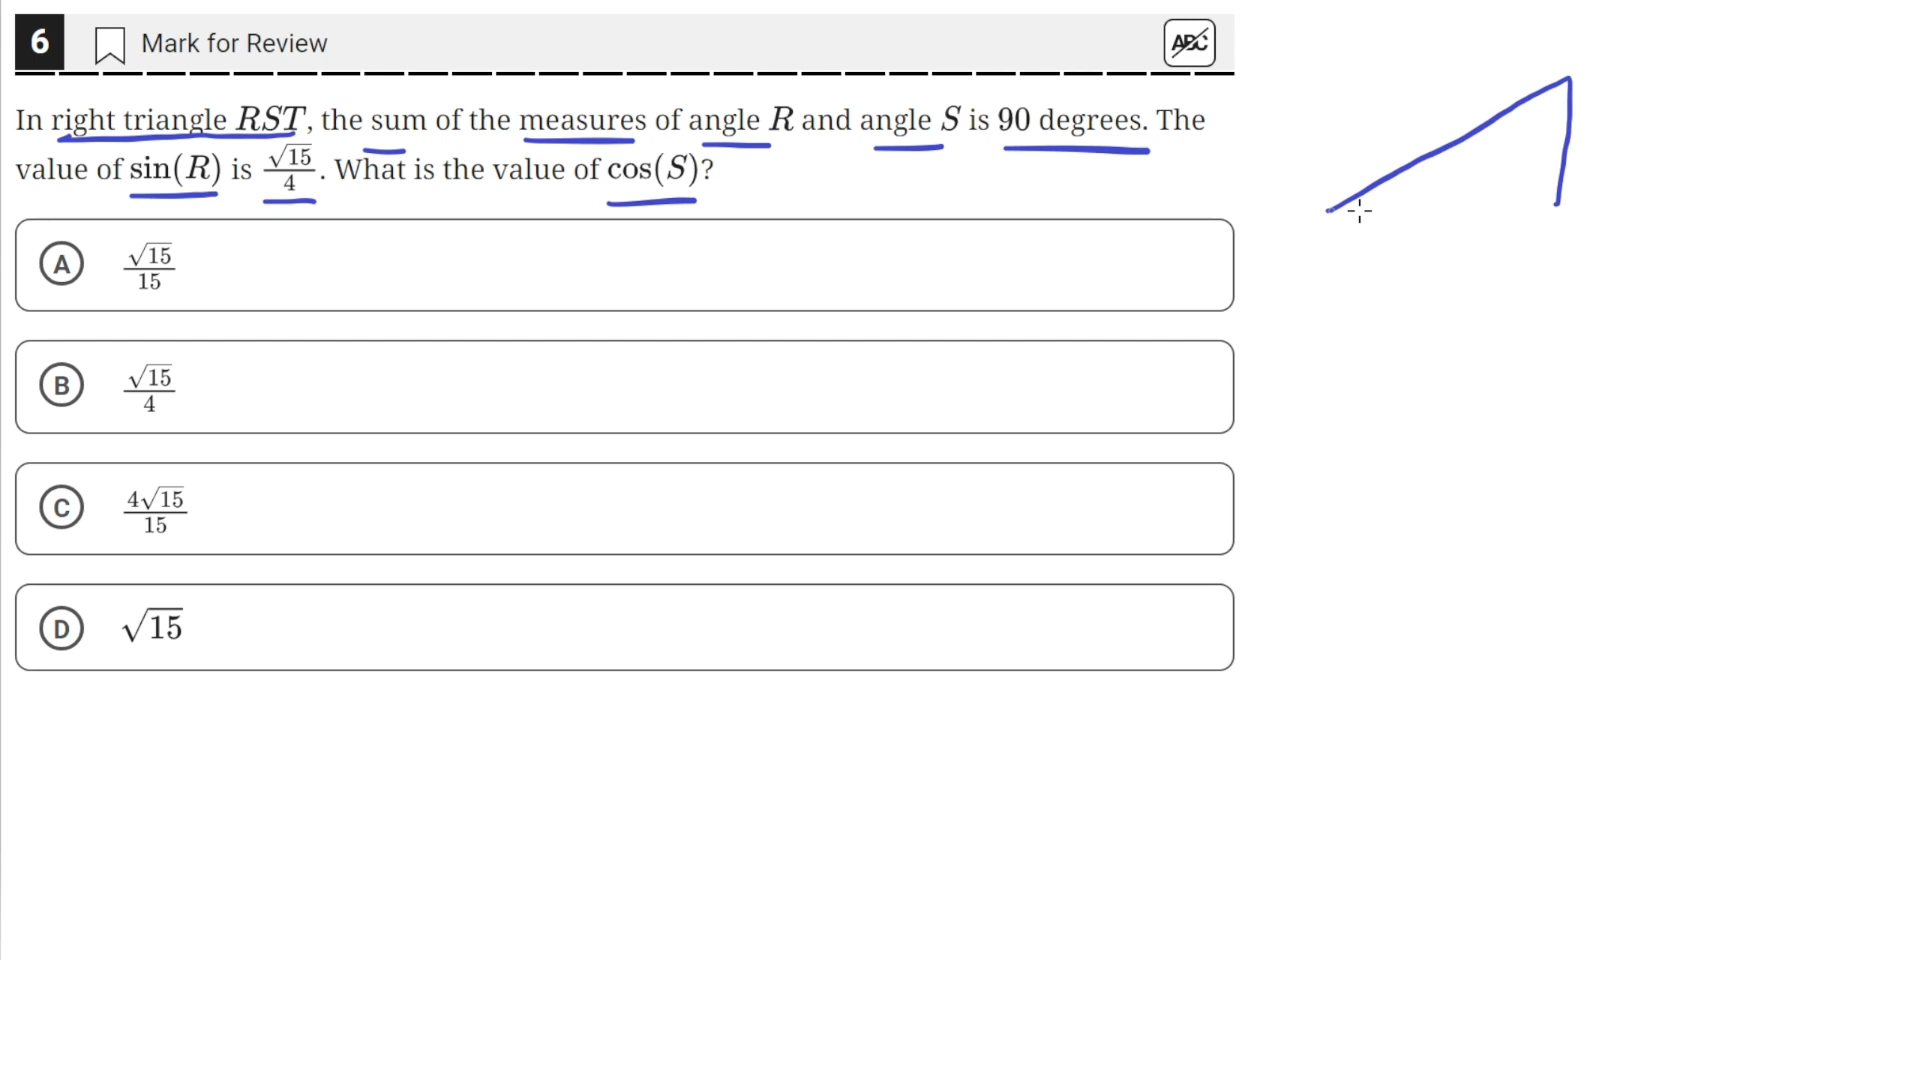 6 Mark for Review ABC
In right triangle RST, the sum of the measures of angle R and angle S is 90 degrees. The
value of sin(R) is √15/4. What is the value of cos(S)?
A √15/15
B √15/4
C 4√15/15
D √15